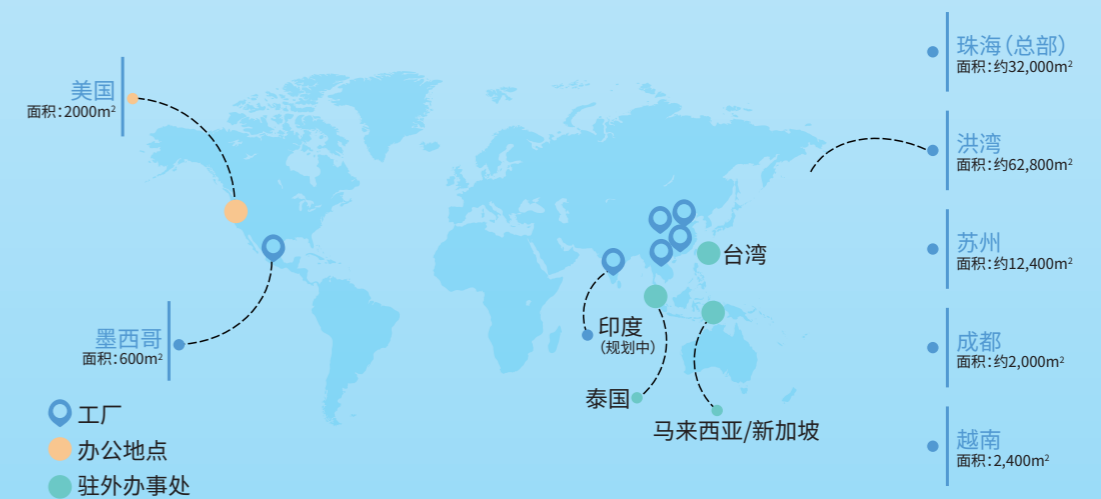 美国
面积：2000m²
墨西哥
面积：600m²
工厂
办公地点
驻外办事处
台湾
印度
（规划中）
泰国
马来西亚/新加坡
珠海（总部）
面积：约32,000m²
洪湾
面积：约62,800m²
苏州
面积：约12,400m²
成都
面积：约2,000m²
越南
面积：2,400m²